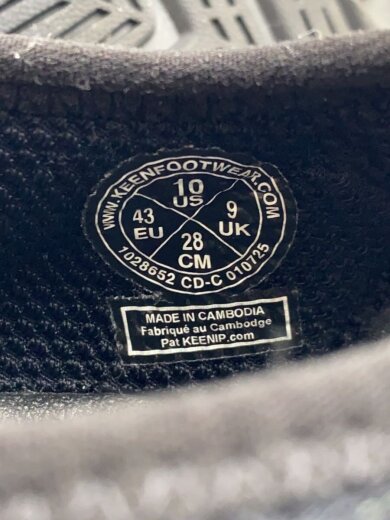 WWW.KEENFOOTWEAR.COM
10
US
43
EU
9
UK
28
CM
1028652 CD-C 010725
MADE IN CAMBODIA
Fabriqué au Cambodge
Pat KEENIP.com